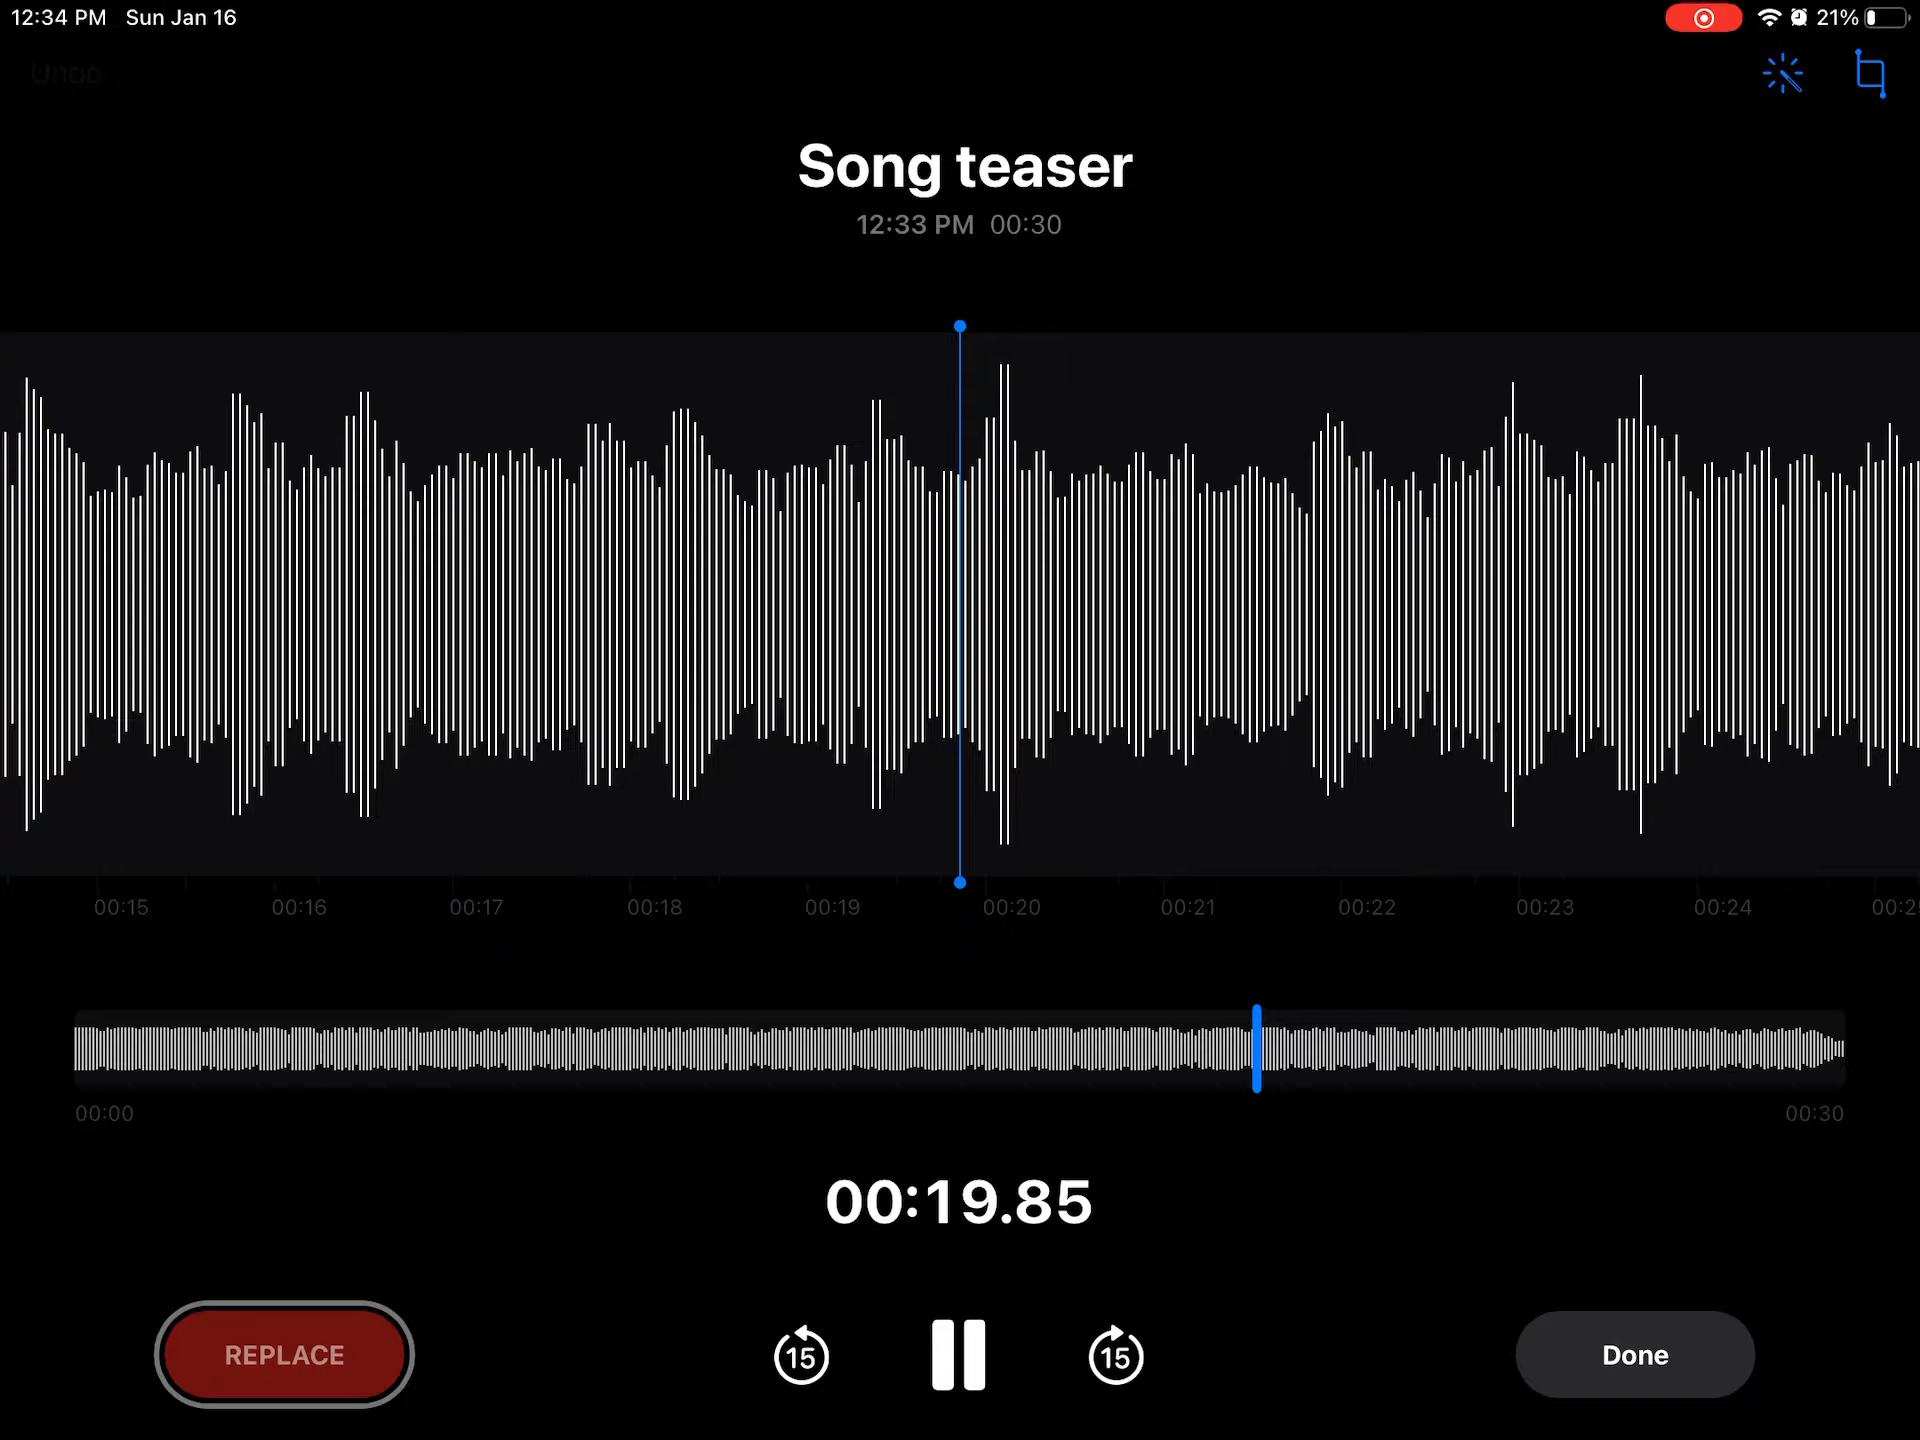 12:34 PM Sun Jan 16
21%
Undo
Song teaser
12:33 PM 00:30
00:15 00:16 00:17 00:18 00:19 00:20 00:21 00:22 00:23 00:24
00:00 00:30
00:19.85
REPLACE 15 15 Done